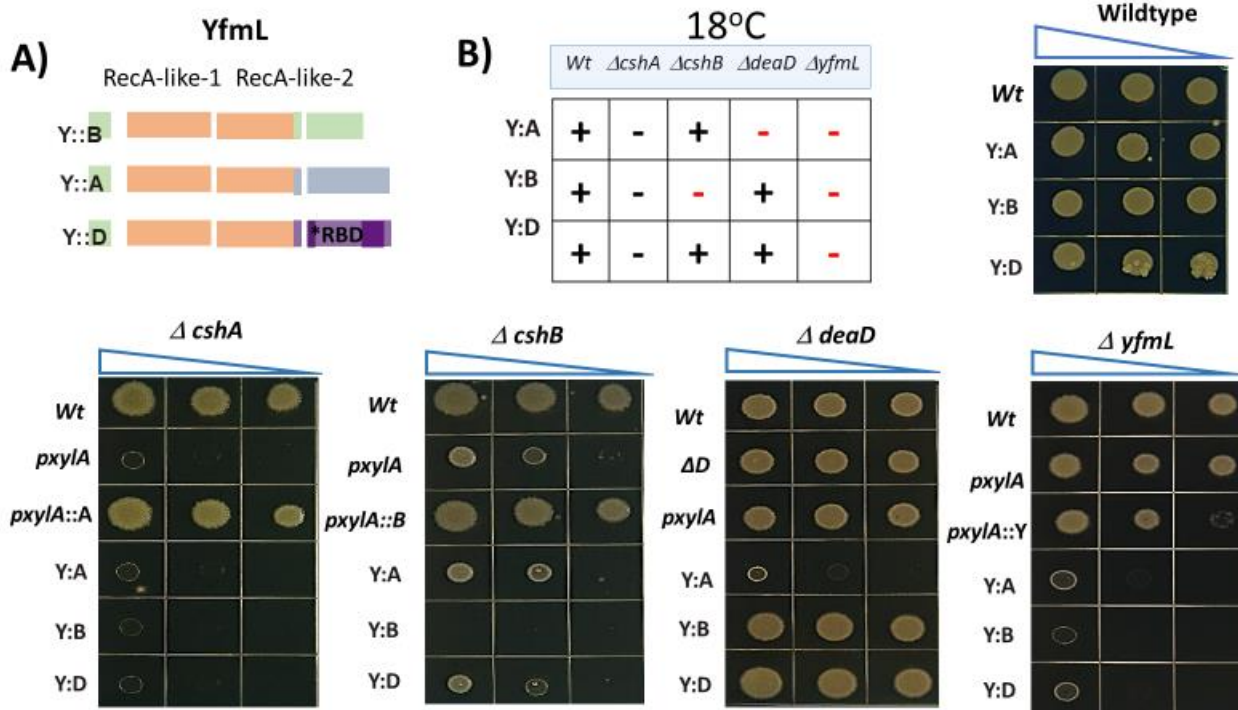 A)
YfmL
RecA-like-1 RecA-like-2
Y::B
Y::A
Y::D *RBD
B)
18°C
Wt ΔcshA ΔcshB ΔdeaD ΔyfmL
Y:A + - + - -
Y:B + - - + -
Y:D + - + + -
Wildtype
Wt
Y:A
Y:B
Y:D
Δ cshA
Wt
pxylA
pxylA::A
Y:A
Y:B
Y:D
Δ cshB
Wt
pxylA
pxylA::B
Y:A
Y:B
Y:D
Δ deaD
Wt
ΔD
pxylA
Y:A
Y:B
Y:D
Δ yfmL
Wt
pxylA
pxylA::Y
Y:A
Y:B
Y:D